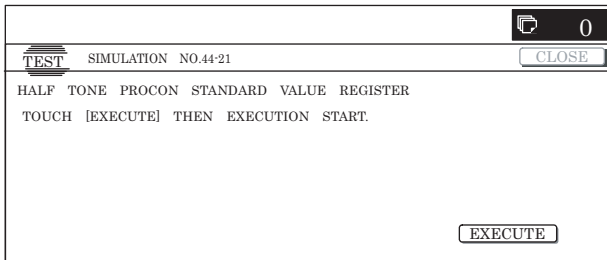 0
TEST SIMULATION NO.44-21 CLOSE
HALF TONE PROCON STANDARD VALUE REGISTER
TOUCH [EXECUTE] THEN EXECUTION START.
EXECUTE